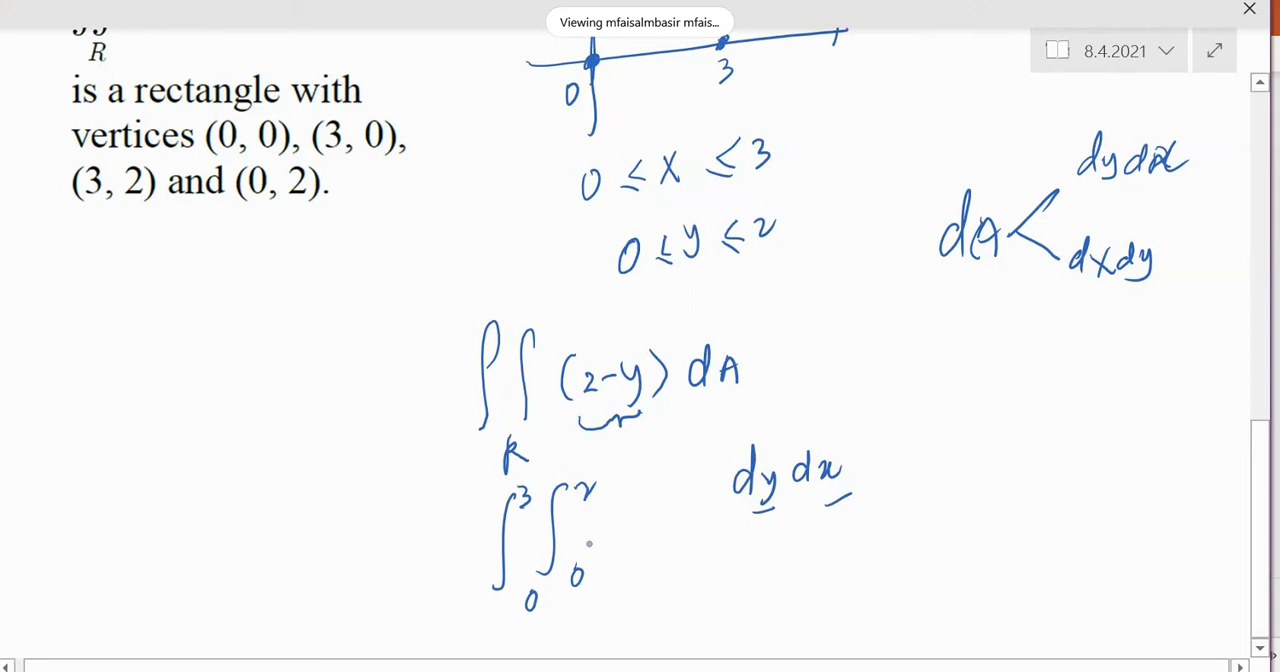 Viewing mfaisalmbasir mfais...
8.4.2021
R
is a rectangle with
vertices (0, 0), (3, 0),
(3, 2) and (0, 2).
0
3
0 ≤ x ≤ 3
0 ≤ y ≤ 2
dA < dy dx
dx dy
∬ (2-y) dA
R
∫₀³ ∫₀² dy dx